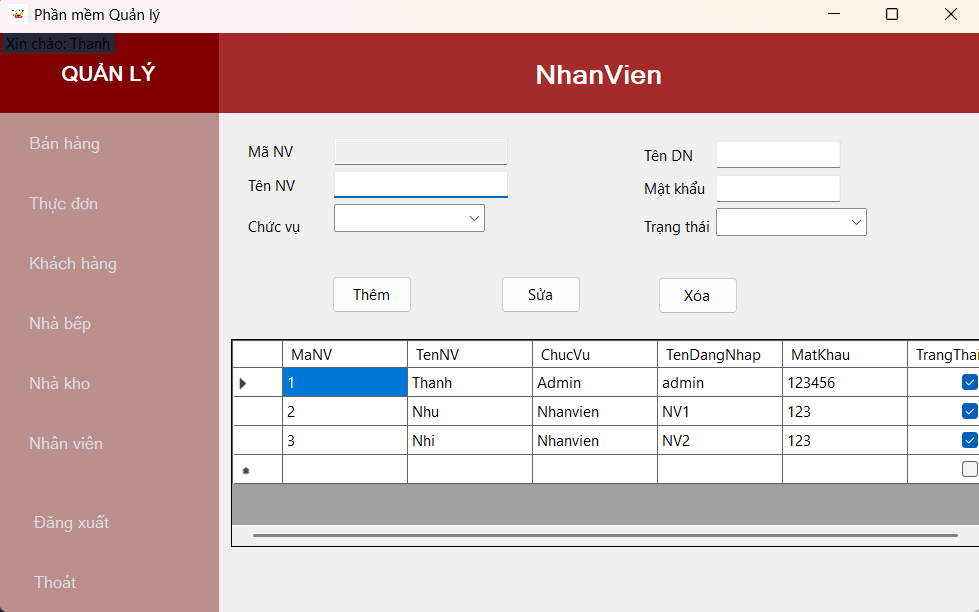 Phần mềm Quản lý
Xin chào: Thanh
QUẢN LÝ
NhanVien
Bán hàng
Thực đơn
Khách hàng
Nhà bếp
Nhà kho
Nhân viên
Đăng xuất
Thoát
Mã NV
Tên DN
Tên NV
Mật khẩu
Chức vụ
Trạng thái
Thêm Sửa Xóa
MaNV TenNV ChucVu TenDangNhap MatKhau TrangThai
1 Thanh Admin admin 123456
2 Nhu Nhanvien NV1 123
3 Nhi Nhanvien NV2 123